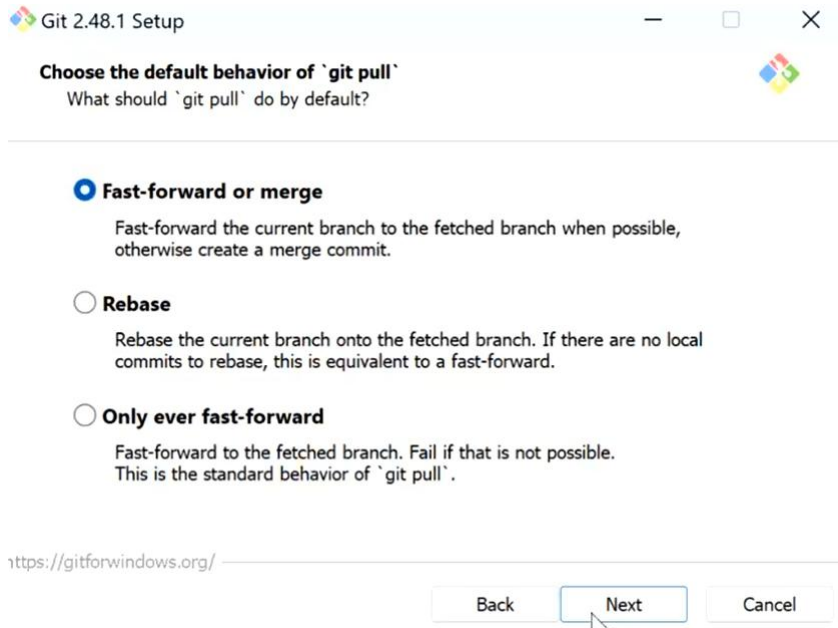 Git 2.48.1 Setup
Choose the default behavior of `git pull`
What should `git pull` do by default?
Fast-forward or merge
Fast-forward the current branch to the fetched branch when possible,
otherwise create a merge commit.
Rebase
Rebase the current branch onto the fetched branch. If there are no local
commits to rebase, this is equivalent to a fast-forward.
Only ever fast-forward
Fast-forward to the fetched branch. Fail if that is not possible.
This is the standard behavior of `git pull`.
https://gitforwindows.org/
Back
Next
Cancel